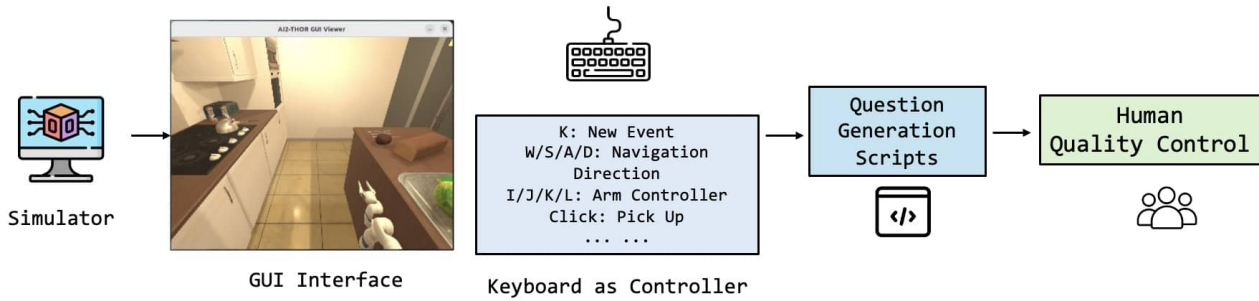 AI2-THOR GUI Viewer
Simulator
GUI Interface
K: New Event
W/S/A/D: Navigation
Direction
I/J/K/L: Arm Controller
Click: Pick Up
... ...
Keyboard as Controller
Question
Generation
Scripts
</>
Human
Quality Control